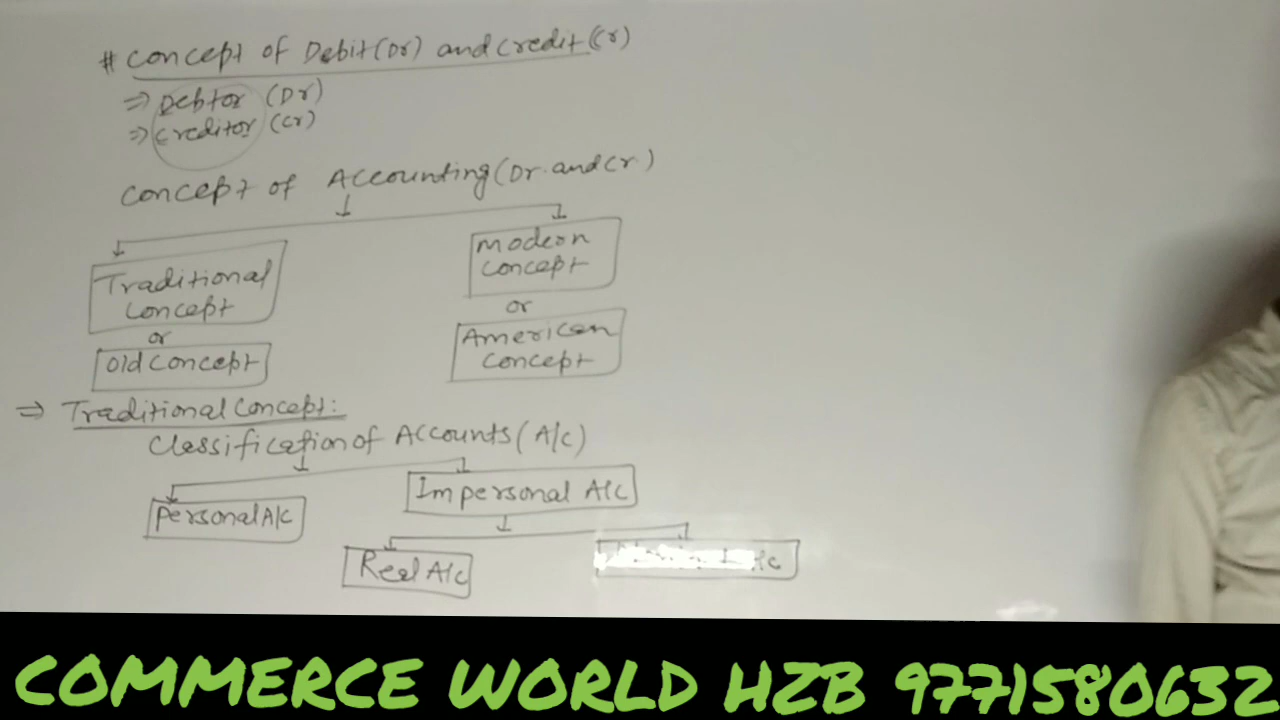 # Concept of Debit (Dr) and Credit (Cr)
⇒ Debtor (Dr)
⇒ Creditor (Cr)
Concept of Accounting (Dr. and Cr.)
Traditional Concept
or
Old Concept
Modern Concept
or
American Concept
⇒ Traditional Concept:
Classification of Accounts (A/c)
Personal A/c
Impersonal A/c
Real A/c
A/c
COMMERCE WORLD HZB 9771580632